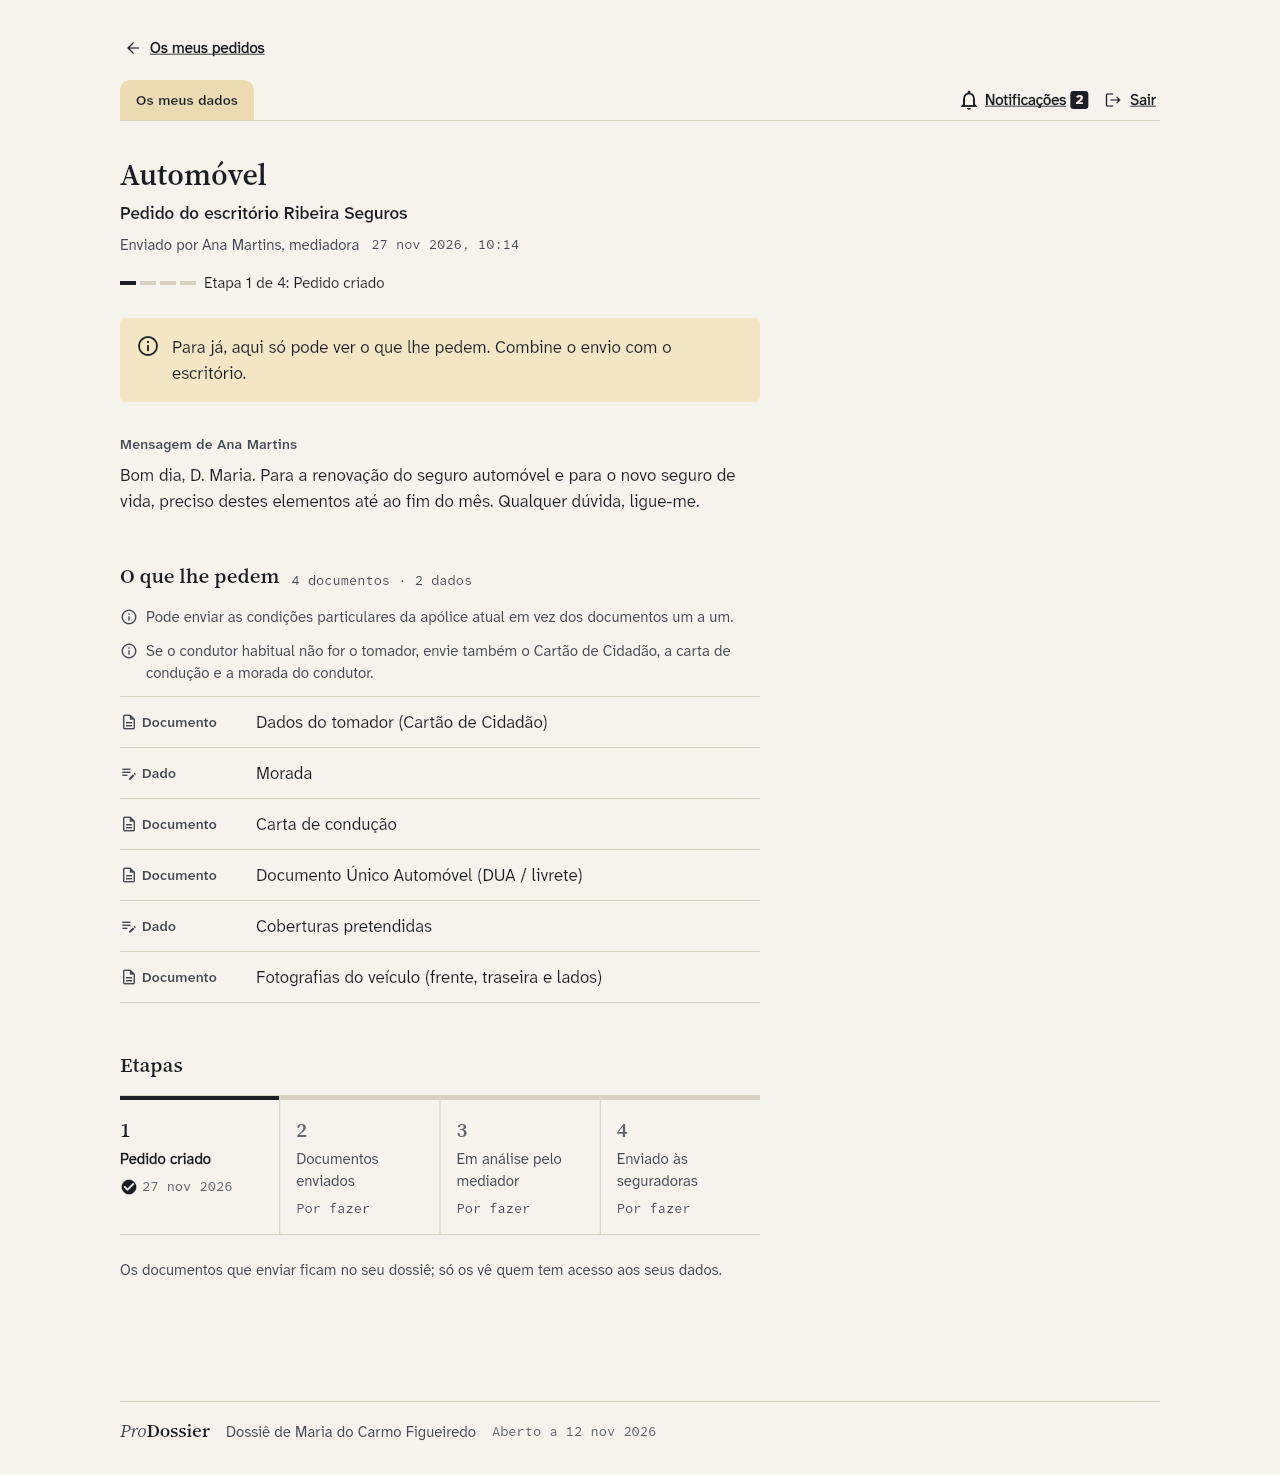 Os meus pedidos
Os meus dados
Notificações 2
Sair
Automóvel
Pedido do escritório Ribeira Seguros
Enviado por Ana Martins, mediadora 27 nov 2026, 10:14
Etapa 1 de 4: Pedido criado
Para já, aqui só pode ver o que lhe pedem. Combine o envio com o
escritório.
Mensagem de Ana Martins
Bom dia, D. Maria. Para a renovação do seguro automóvel e para o novo seguro de
vida, preciso destes elementos até ao fim do mês. Qualquer dúvida, ligue-me.
O que lhe pedem 4 documentos · 2 dados
Pode enviar as condições particulares da apólice atual em vez dos documentos um a um.
Se o condutor habitual não for o tomador, envie também o Cartão de Cidadão, a carta de
condução e a morada do condutor.
Documento Dados do tomador (Cartão de Cidadão)
Dado Morada
Documento Carta de condução
Documento Documento Único Automóvel (DUA / livrete)
Dado Coberturas pretendidas
Documento Fotografias do veículo (frente, traseira e lados)
Etapas
1
Pedido criado
27 nov 2026
2
Documentos
enviados
Por fazer
3
Em análise pelo
mediador
Por fazer
4
Enviado às
seguradoras
Por fazer
Os documentos que enviar ficam no seu dossiê; só os vê quem tem acesso aos seus dados.
ProDossier Dossiê de Maria do Carmo Figueiredo Aberto a 12 nov 2026